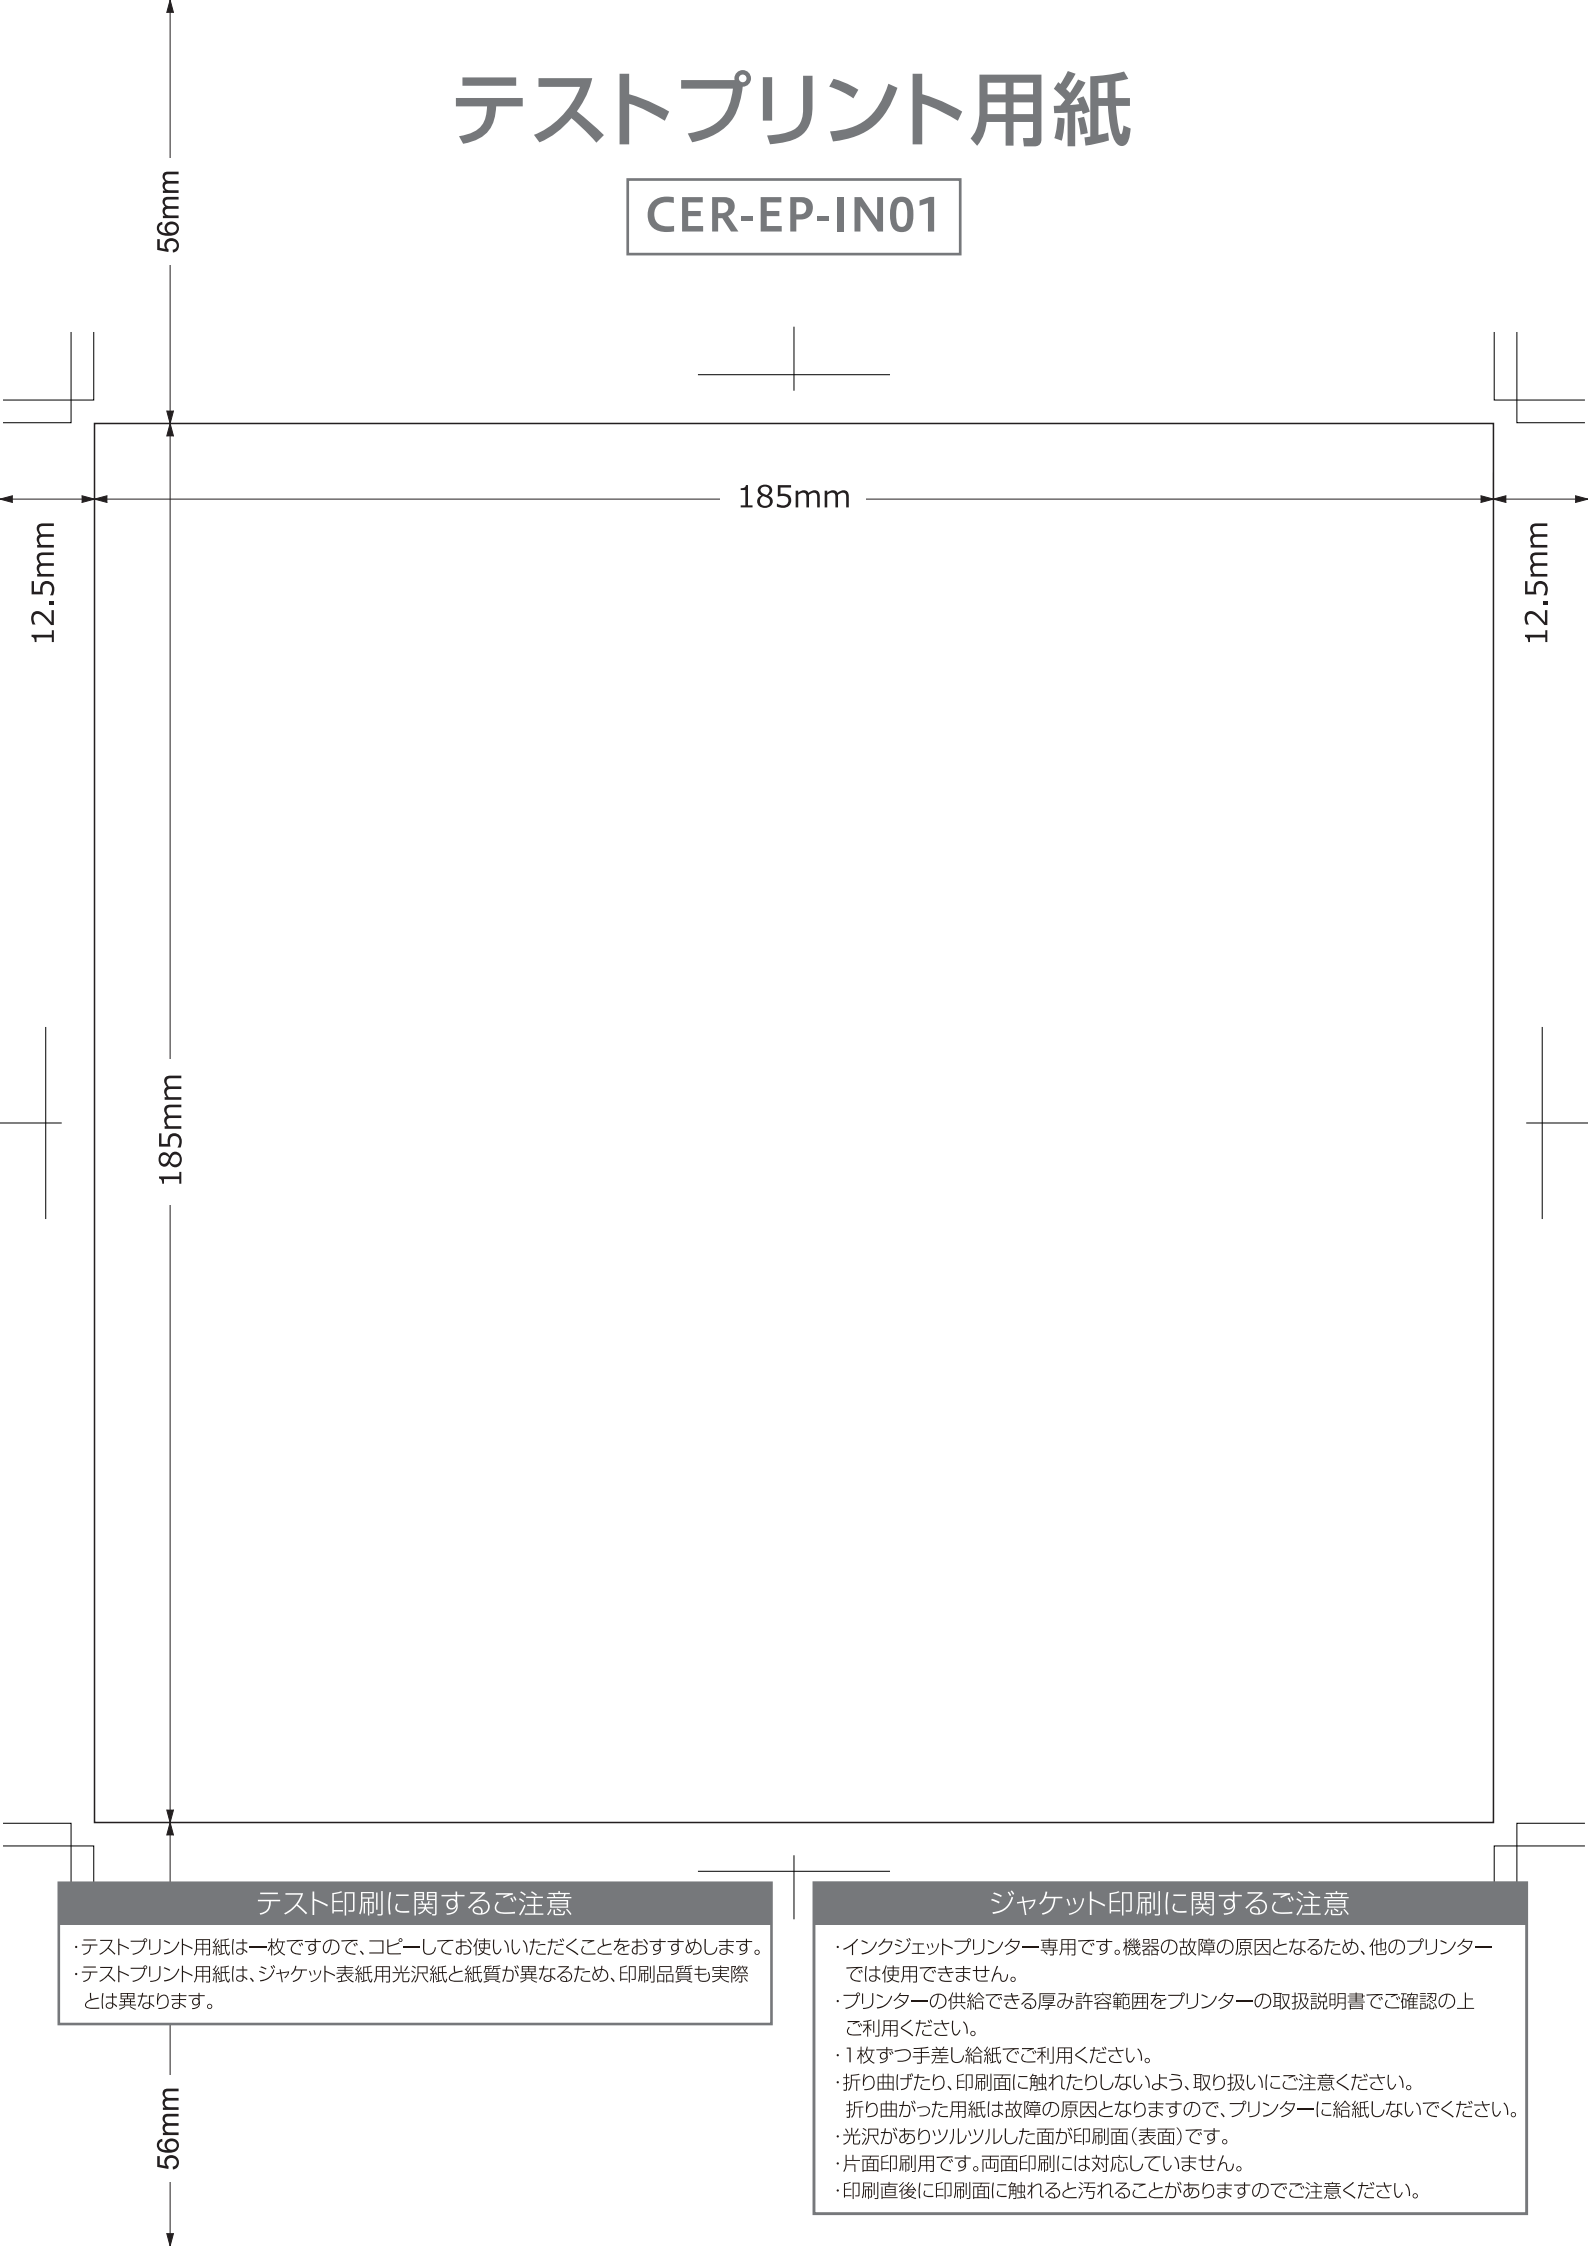 テストプリント用紙
CER-EP-IN01
56mm
185mm
12.5mm
12.5mm
185mm
テスト印刷に関するご注意
・テストプリント用紙は一枚ですので、コピーしてお使いいただくことをおすすめします。
・テストプリント用紙は、ジャケット表紙用光沢紙と紙質が異なるため、印刷品質も実際
とは異なります。
56mm
ジャケット印刷に関するご注意
・インクジェットプリンター専用です。機器の故障の原因となるため、他のプリンター
では使用できません。
・プリンターの供給できる厚み許容範囲をプリンターの取扱説明書でご確認の上
ご利用ください。
・1枚ずつ手差し給紙でご利用ください。
・折り曲げたり、印刷面に触れたりしないよう、取り扱いにご注意ください。
折り曲がった用紙は故障の原因となりますので、プリンターに給紙しないでください。
・光沢がありツルツルした面が印刷面（表面）です。
・片面印刷用です。両面印刷には対応していません。
・印刷直後に印刷面に触れると汚れることがありますのでご注意ください。